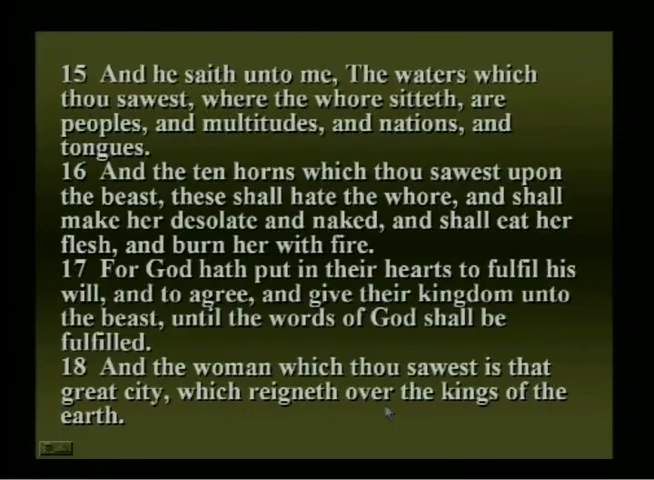 15  And he saith unto me, The waters which
thou sawest, where the whore sitteth, are
peoples, and multitudes, and nations, and
tongues.
16  And the ten horns which thou sawest upon
the beast, these shall hate the whore, and shall
make her desolate and naked, and shall eat her
flesh, and burn her with fire.
17  For God hath put in their hearts to fulfil his
will, and to agree, and give their kingdom unto
the beast, until the words of God shall be
fulfilled.
18  And the woman which thou sawest is that
great city, which reigneth over the kings of the
earth.